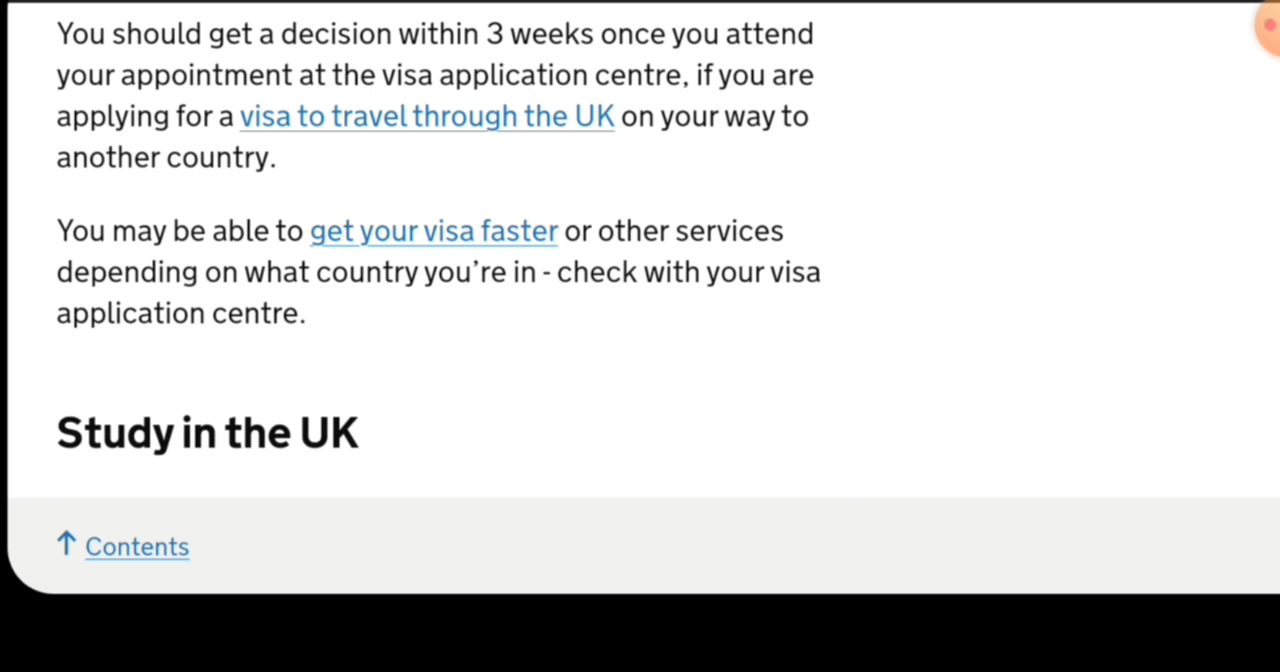 You should get a decision within 3 weeks once you attend
your appointment at the visa application centre, if you are
applying for a visa to travel through the UK on your way to
another country.
You may be able to get your visa faster or other services
depending on what country you’re in - check with your visa
application centre.
Study in the UK
↑ Contents